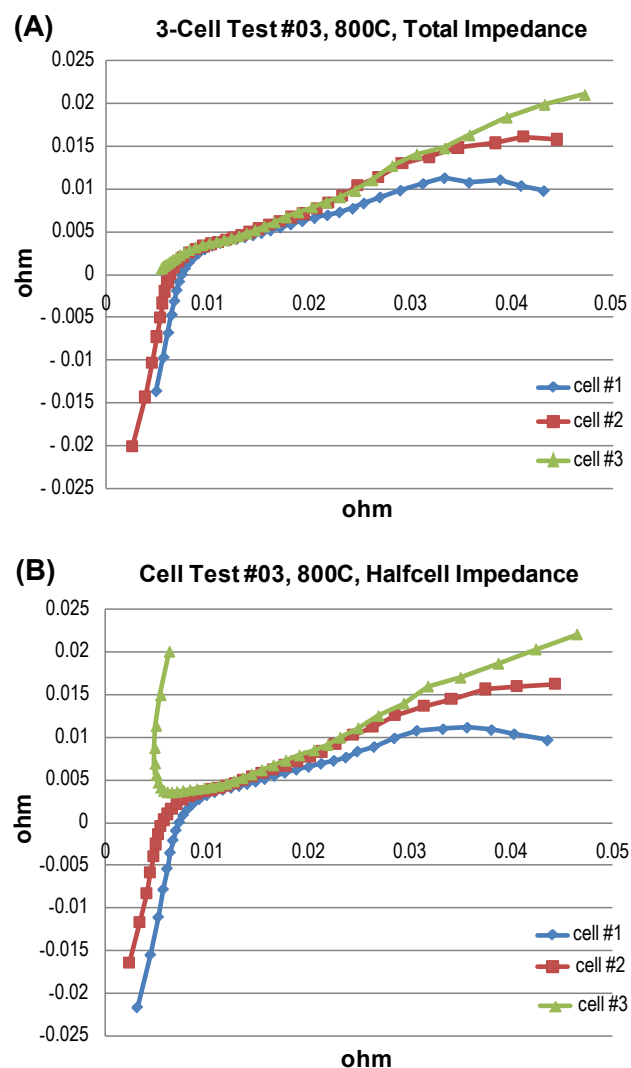 (A)
3-Cell Test #03, 800C, Total Impedance
0.025
0.02
0.015
0.01
0.005
0
- 0.005
- 0.01
- 0.015
- 0.02
- 0.025
0
0.01
0.02
0.03
0.04
0.05
ohm
ohm
cell #1
cell #2
cell #3
(B)
Cell Test #03, 800C, Halfcell Impedance
0.025
0.02
0.015
0.01
0.005
0
-0.005
-0.01
-0.015
-0.02
-0.025
0
0.01
0.02
0.03
0.04
0.05
ohm
ohm
cell #1
cell #2
cell #3